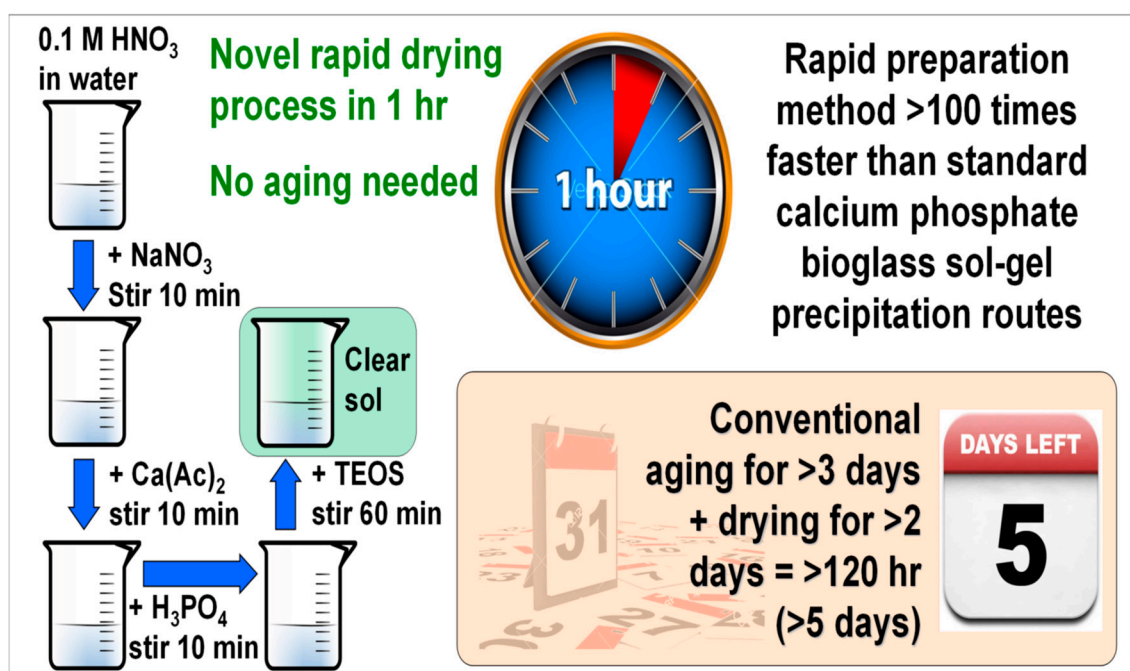 0.1 M HNO₃
in water
+ NaNO₃
Stir 10 min
+ Ca(Ac)₂
stir 10 min
+ H₃PO₄
stir 10 min
+ TEOS
stir 60 min
Clear
sol
Novel rapid drying
process in 1 hr
No aging needed
1 hour
Rapid preparation
method >100 times
faster than standard
calcium phosphate
bioglass sol-gel
precipitation routes
31
27
Conventional
aging for >3 days
+ drying for >2
days = >120 hr
(>5 days)
DAYS LEFT
5